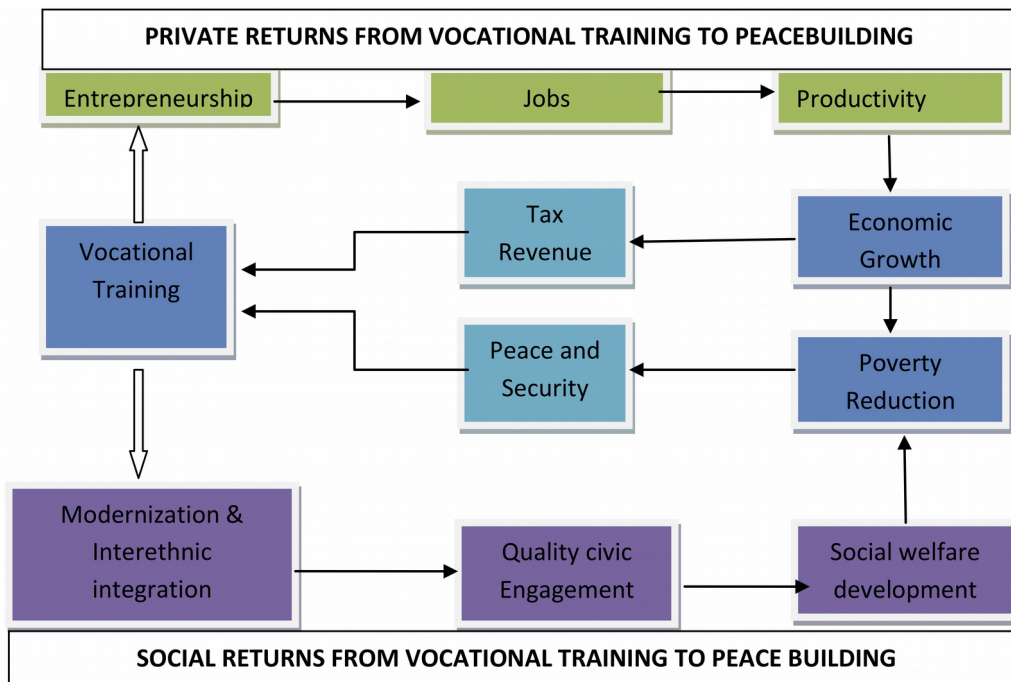 PRIVATE RETURNS FROM VOCATIONAL TRAINING TO PEACEBUILDING
Entrepreneurship
Jobs
Productivity
Vocational
Training
Tax
Revenue
Economic
Growth
Peace and
Security
Poverty
Reduction
Modernization &
Interethnic
integration
Quality civic
Engagement
Social welfare
development
SOCIAL RETURNS FROM VOCATIONAL TRAINING TO PEACE BUILDING